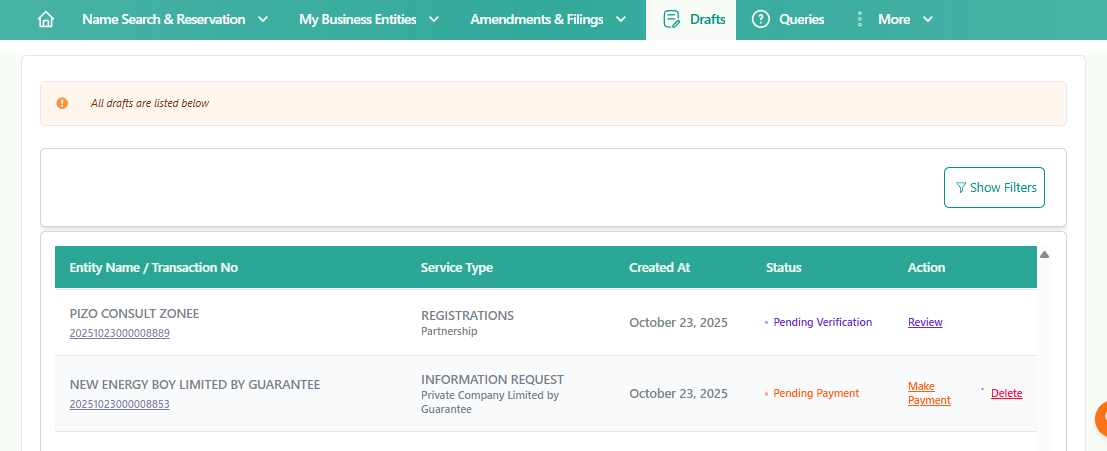 Name Search & Reservation My Business Entities Amendments & Filings Drafts Queries More
All drafts are listed below
Show Filters
Entity Name / Transaction No Service Type Created At Status Action
PIZO CONSULT ZONEE
20251023000008889
REGISTRATIONS
Partnership
October 23, 2025
Pending Verification
Review
NEW ENERGY BOY LIMITED BY GUARANTEE
20251023000008853
INFORMATION REQUEST
Private Company Limited by
Guarantee
October 23, 2025
Pending Payment
Make
Payment
Delete